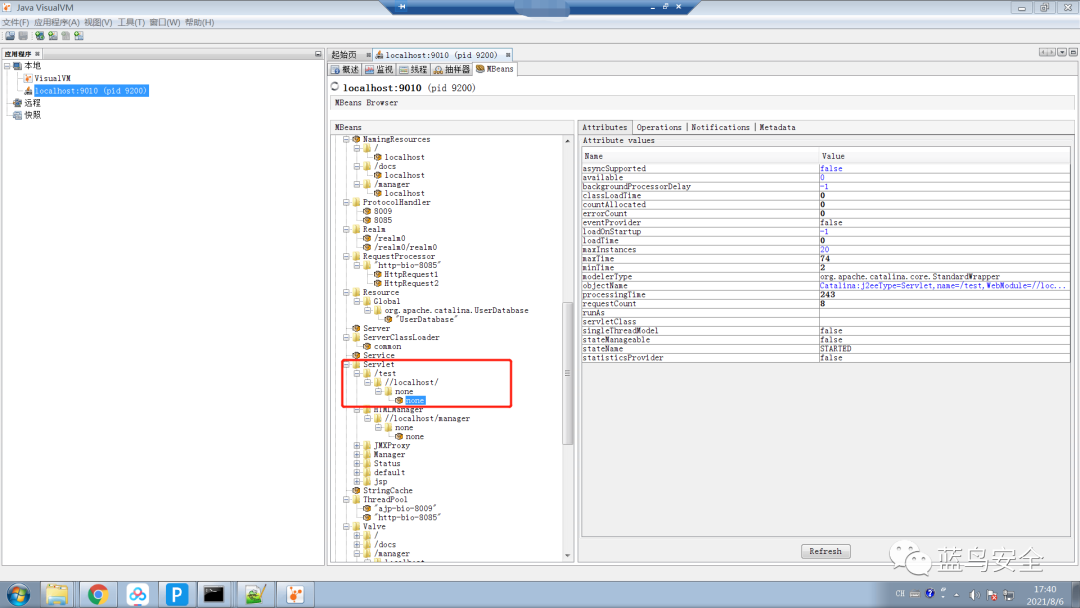 Java VisualVM
文件(F) 应用程序(A) 视图(V) 工具(T) 窗口(W) 帮助(H)
应用程序
本地
VisualVM
localhost:9010 (pid 9200)
远程
快照
起始页
localhost:9010 (pid 9200)
概述
监视
线程
抽样器
MBeans
localhost:9010 (pid 9200)
MBeans Browser
MBeans
NamingResources
/
localhost
/docs
localhost
/manager
localhost
ProtocolHandler
8009
8085
Realm
/realm0
/realm0/realm0
RequestProcessor
"http-bio-8085"
HttpRequest1
HttpRequest2
Resource
Global
org.apache.catalina.UserDatabase
"UserDatabase"
Server
ServerClassLoader
common
Service
Servlet
/test
//localhost/
none
none
HTMLManager
//localhost/manager
none
none
JMXProxy
Manager
Status
default
jsp
StringCache
ThreadPool
"ajp-bio-8009"
"http-bio-8085"
Valve
/
/docs
/manager
localhost
Attributes Operations Notifications Metadata
Attribute values
Name Value
asyncSupported false
available 0
backgroundProcessorDelay -1
classLoadTime 0
countAllocated 0
errorCount 0
eventProvider false
loadOnStartup -1
loadTime 0
maxInstances 20
maxTime 74
minTime 2
modelerType org.apache.catalina.core.StandardWrapper
objectName Catalina:j2eeType=Servlet,name=/test,WebModule=//loc...
processingTime 243
requestCount 8
runAs
servletClass
singleThreadModel false
stateManageable false
stateName STARTED
statisticsProvider false
Refresh
蓝鸟安全
CH
17:40
2021/8/6